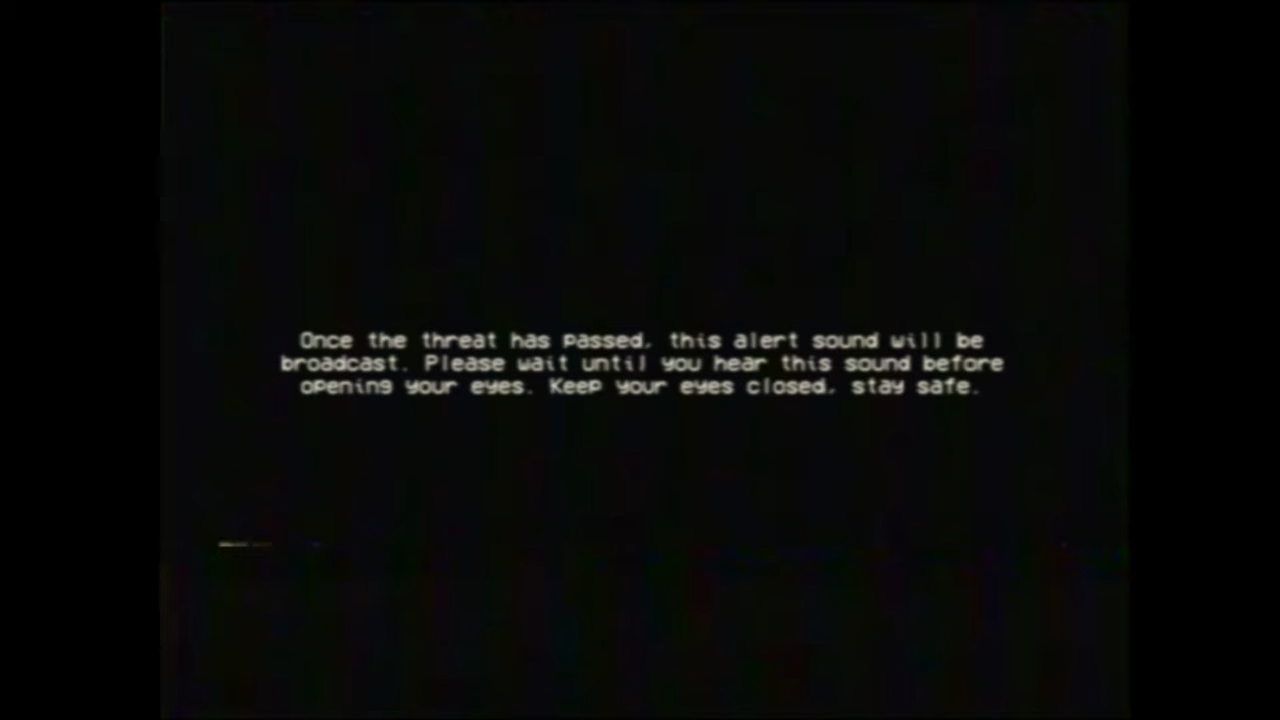 Once the threat has passed, this alert sound will be
broadcast. Please wait until you hear this sound before
opening your eyes. Keep your eyes closed, stay safe.